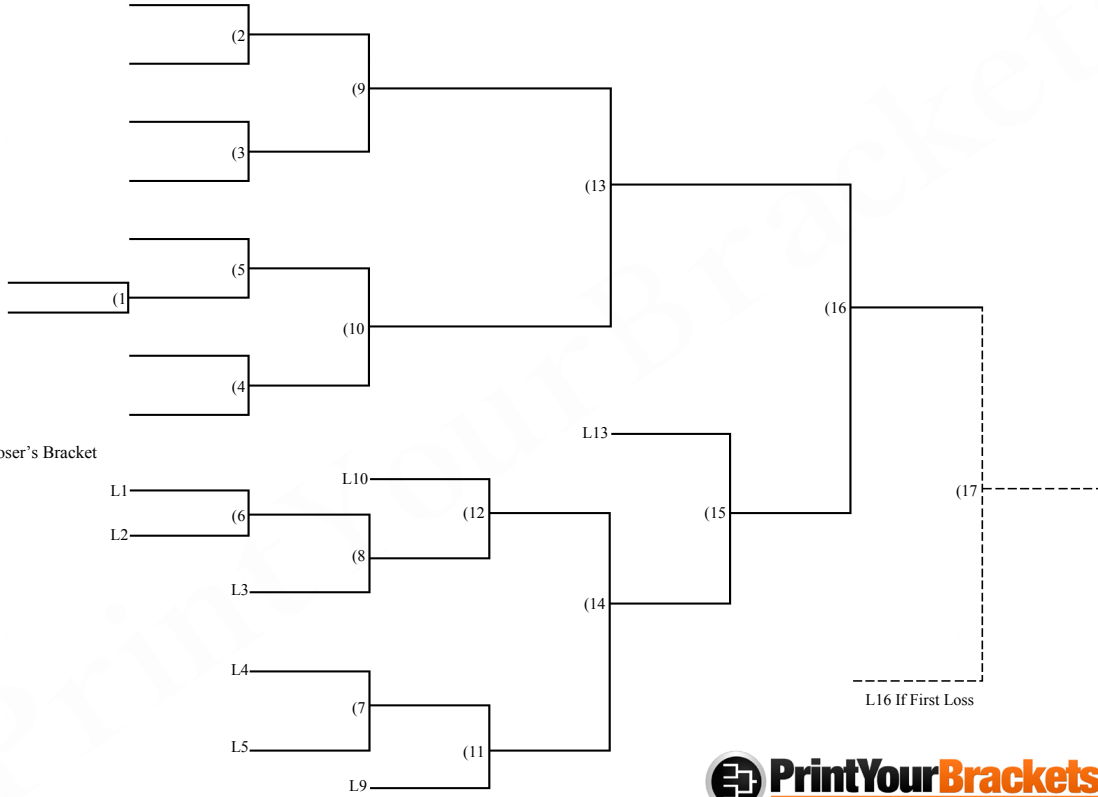 (2
(9
(3
(13
(5
(1
(10
(16
(4
L13
oser's Bracket
L10
L1
(17
(6
(12
(15
L2
(8
L3
(14
L4
L16 If First Loss
(7
L5
(11
L9
PrintYourBrackets
PrintYourBrackets